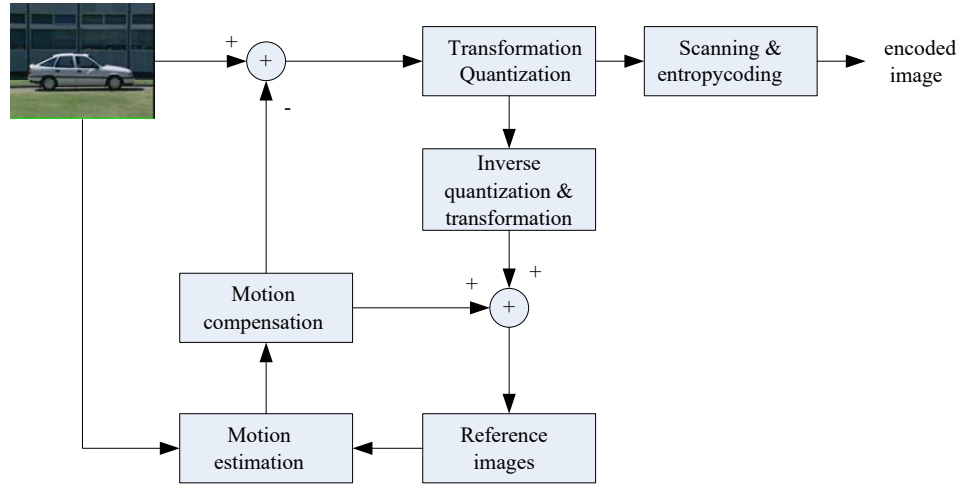 +
+
Transformation
Quantization
Scanning &
entropycoding
encoded
image
-
Inverse
quantization &
transformation
+
+
+
Motion
compensation
Motion
estimation
Reference
images